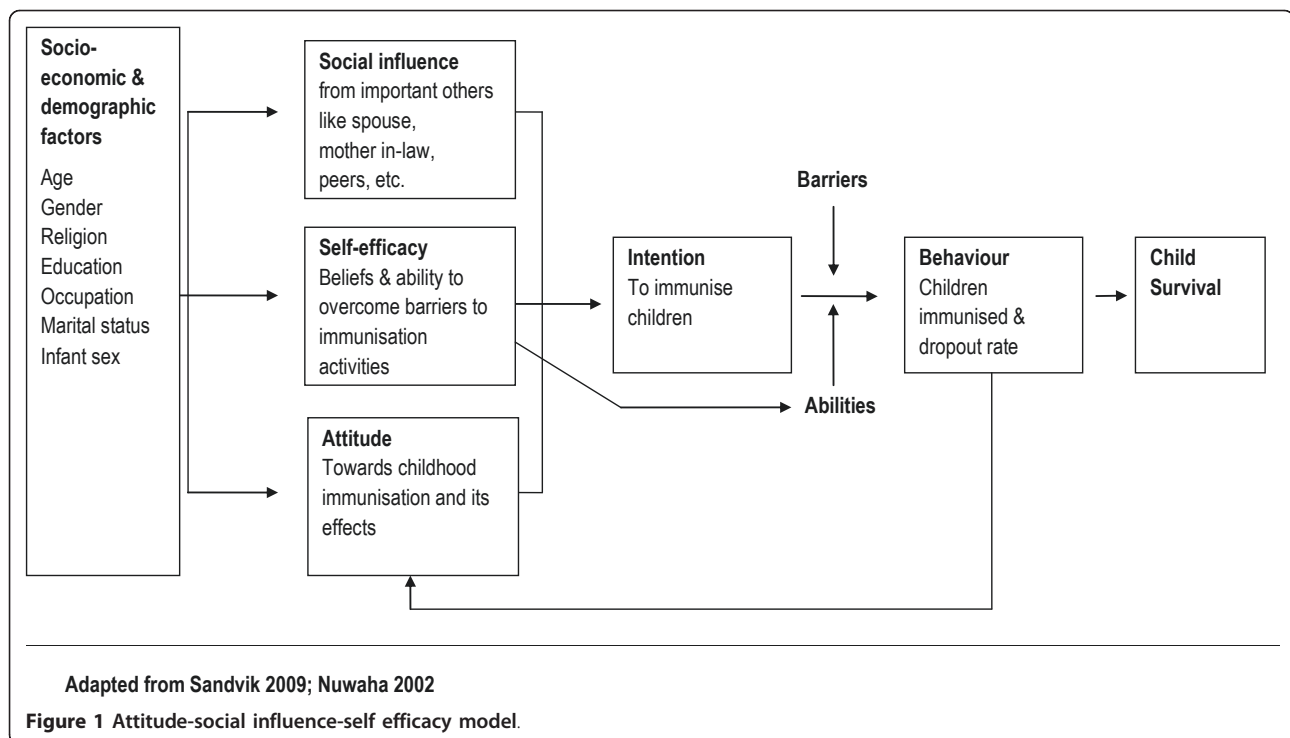 Socio-
economic &
demographic
factors
Age
Gender
Religion
Education
Occupation
Marital status
Infant sex
Social influence
from important others
like spouse,
mother in-law,
peers, etc.
Self-efficacy
Beliefs & ability to
overcome barriers to
immunisation
activities
Attitude
Towards childhood
immunisation and its
effects
Intention
To immunise
children
Barriers
Abilities
Behaviour
Children
immunised &
dropout rate
Child
Survival
Adapted from Sandvik 2009; Nuwaha 2002
Figure 1 Attitude-social influence-self efficacy model.